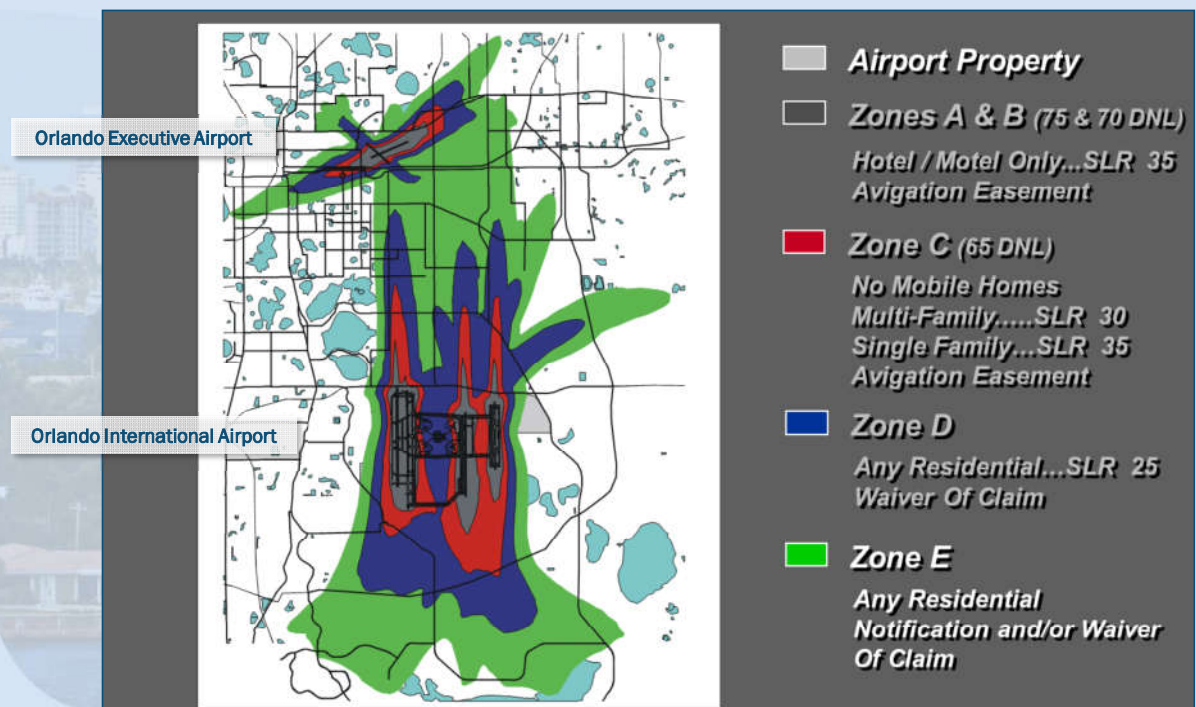 Orlando Executive Airport
Orlando International Airport
Airport Property
Zones A & B (75 & 70 DNL)
Hotel / Motel Only...SLR 35
Avigation Easement
Zone C (65 DNL)
No Mobile Homes
Multi-Family.....SLR 30
Single Family...SLR 35
Avigation Easement
Zone D
Any Residential...SLR 25
Waiver Of Claim
Zone E
Any Residential
Notification and/or Waiver
Of Claim